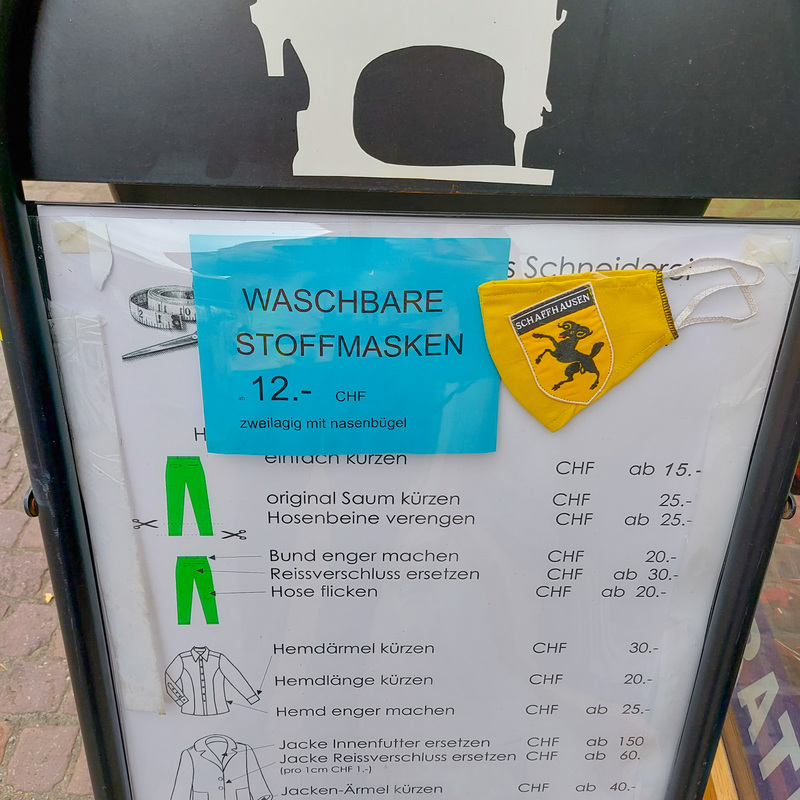 s Schneiderei
WASCHBARE
STOFFMASKEN
ab 12.- CHF
zweilagig mit nasenbügel
SCHAFFHAUSEN
H
einfach kürzen CHF ab 15.-
original Saum kürzen CHF 25.-
Hosenbeine verengen CHF ab 25.-
Bund enger machen CHF 20.-
Reissverschluss ersetzen CHF ab 30.-
Hose flicken CHF ab 20.-
Hemdärmel kürzen CHF 30.-
Hemdlänge kürzen CHF 20.-
Hemd enger machen CHF ab 25.-
Jacke Innenfutter ersetzen CHF ab 150
Jacke Reissverschluss ersetzen CHF ab 60.
(pro 1cm CHF 1.-)
Jacken-Ärmel kürzen CHF ab 40.-
PAT